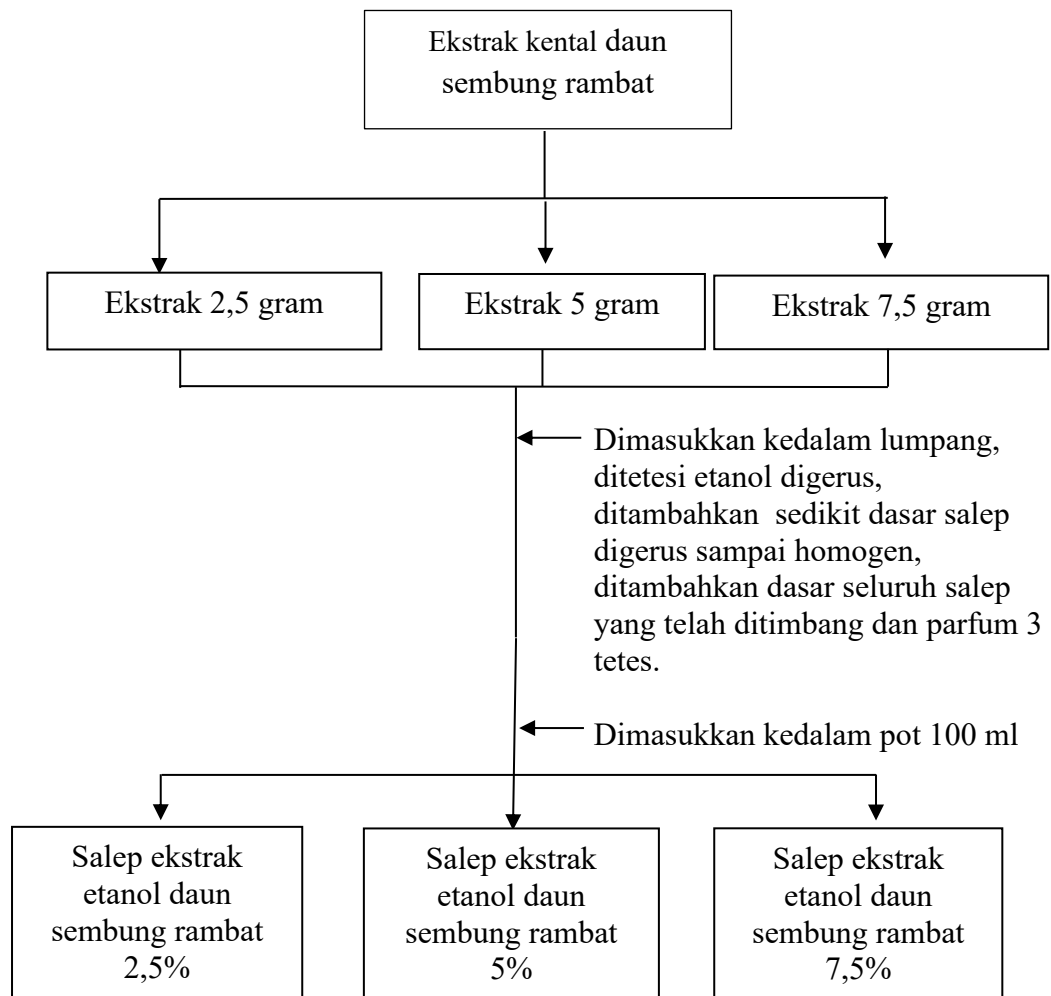 Ekstrak kental daun
sembung rambat
Ekstrak 2,5 gram
Ekstrak 5 gram
Ekstrak 7,5 gram
Dimasukkan kedalam lumpang,
ditetesi etanol digerus,
ditambahkan sedikit dasar salep
digerus sampai homogen,
ditambahkan dasar seluruh salep
yang telah ditimbang dan parfum 3
tetes.
Dimasukkan kedalam pot 100 ml
Salep ekstrak
etanol daun
sembung rambat
2,5%
Salep ekstrak
etanol daun
sembung rambat
5%
Salep ekstrak
etanol daun
sembung rambat
7,5%